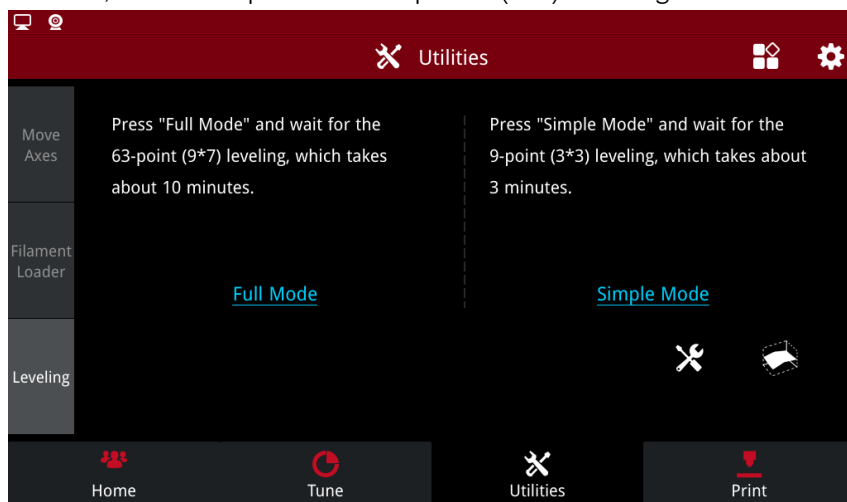 Utilities
Move
Axes
Press "Full Mode" and wait for the
63-point (9*7) leveling, which takes
about 10 minutes.
Press "Simple Mode" and wait for the
9-point (3*3) leveling, which takes about
3 minutes.
Filament
Loader
Full Mode
Simple Mode
Leveling
Home
Tune
Utilities
Print